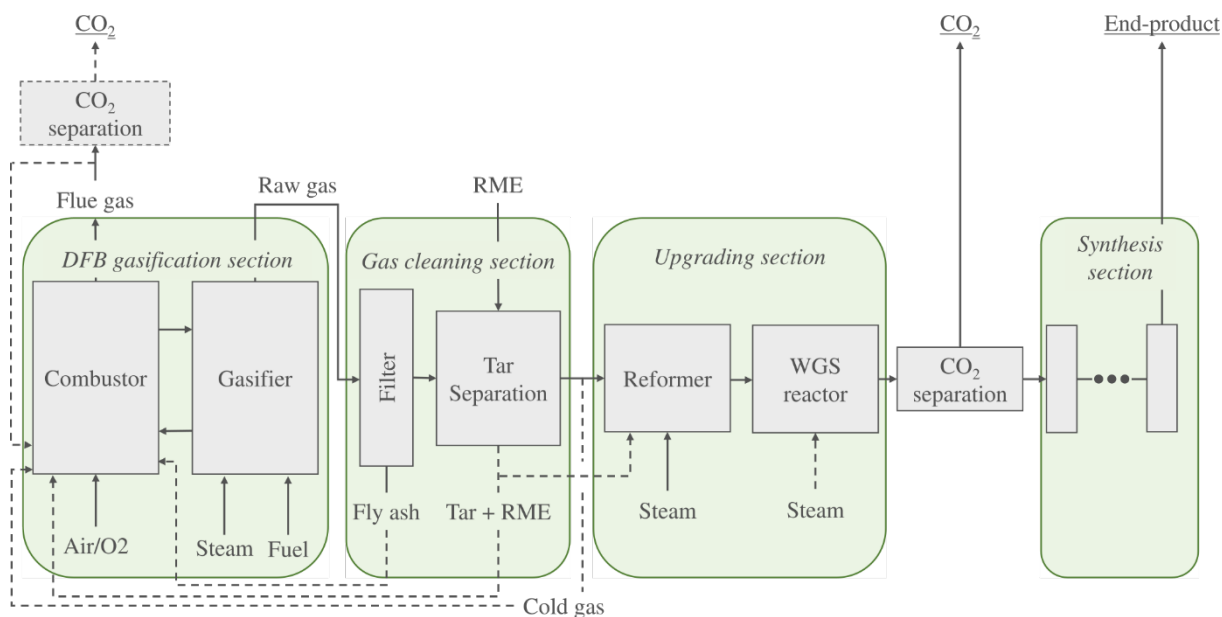 CO₂
CO₂
End-product
CO₂
separation
Flue gas
Raw gas
RME
DFB gasification section
Gas cleaning section
Upgrading section
Synthesis
section
Combustor
Gasifier
Filter
Tar
Separation
Reformer
WGS
reactor
CO₂
separation
Air/O2
Steam
Fuel
Fly ash
Tar + RME
Steam
Steam
Cold gas